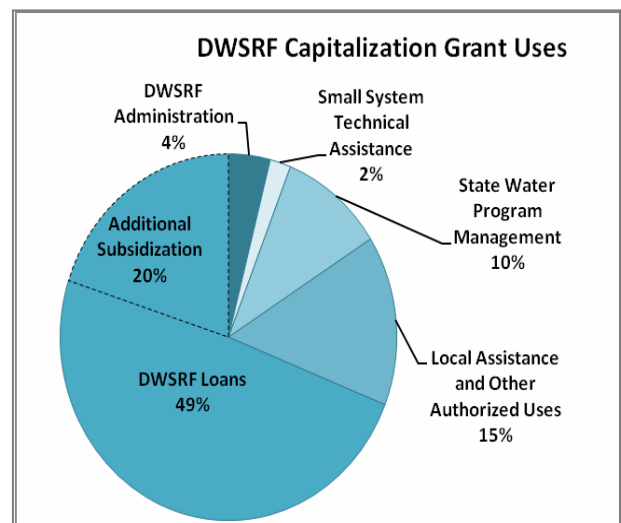 DWSRF Capitalization Grant Uses
DWSRF
Administration
4%
Small System
Technical
Assistance
2%
State Water
Program
Management
10%
Local Assistance
and Other
Authorized Uses
15%
DWSRF Loans
49%
Additional
Subsidization
20%